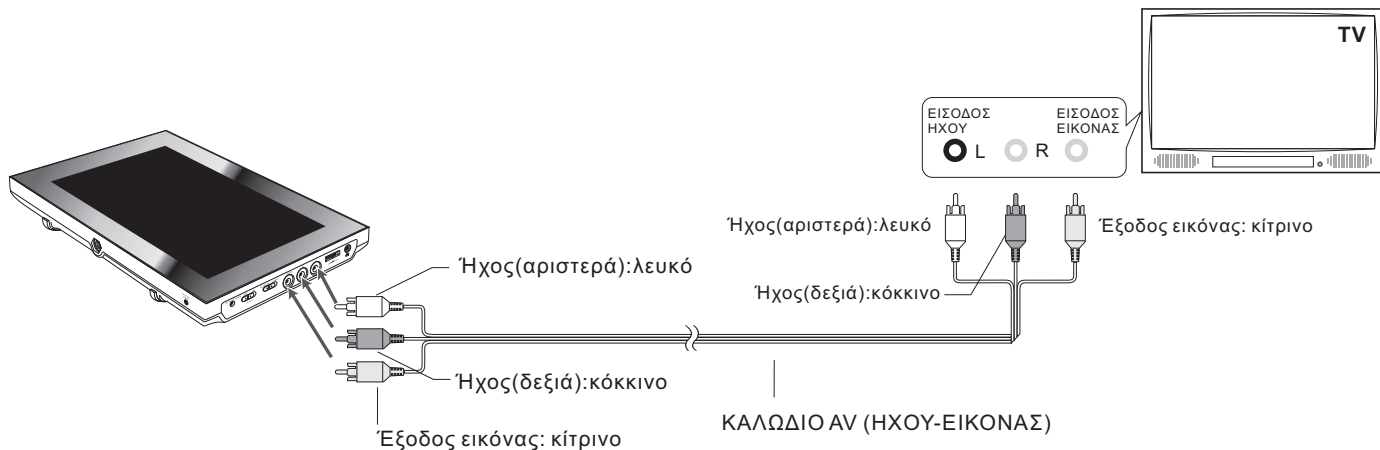 TV
ΕΙΣΟΔΟΣ
ΗΧΟΥ
ΕΙΣΟΔΟΣ
ΕΙΚΟΝΑΣ
L
R
Ήχος(αριστερά):λευκό
Έξοδος εικόνας: κίτρινο
Ήχος(δεξιά):κόκκινο
Ήχος(αριστερά):λευκό
Ήχος(δεξιά):κόκκινο
Έξοδος εικόνας: κίτρινο
ΚΑΛΩΔΙΟ AV (ΗΧΟΥ-ΕΙΚΟΝΑΣ)